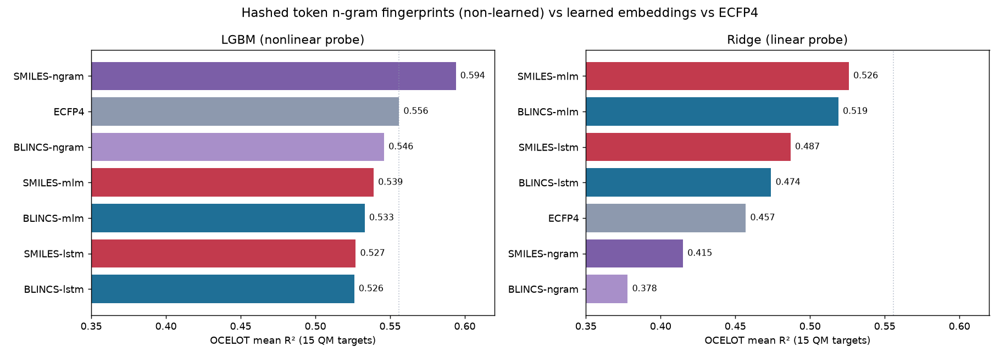 Hashed token n-gram fingerprints (non-learned) vs learned embeddings vs ECFP4
LGBM (nonlinear probe)
SMILES-ngram 0.594
ECFP4 0.556
BLINCS-ngram 0.546
SMILES-mlm 0.539
BLINCS-mlm 0.533
SMILES-lstm 0.527
BLINCS-lstm 0.526
0.35 0.40 0.45 0.50 0.55 0.60
OCELOT mean R² (15 QM targets)
Ridge (linear probe)
SMILES-mlm 0.526
BLINCS-mlm 0.519
SMILES-lstm 0.487
BLINCS-lstm 0.474
ECFP4 0.457
SMILES-ngram 0.415
BLINCS-ngram 0.378
0.35 0.40 0.45 0.50 0.55 0.60
OCELOT mean R² (15 QM targets)